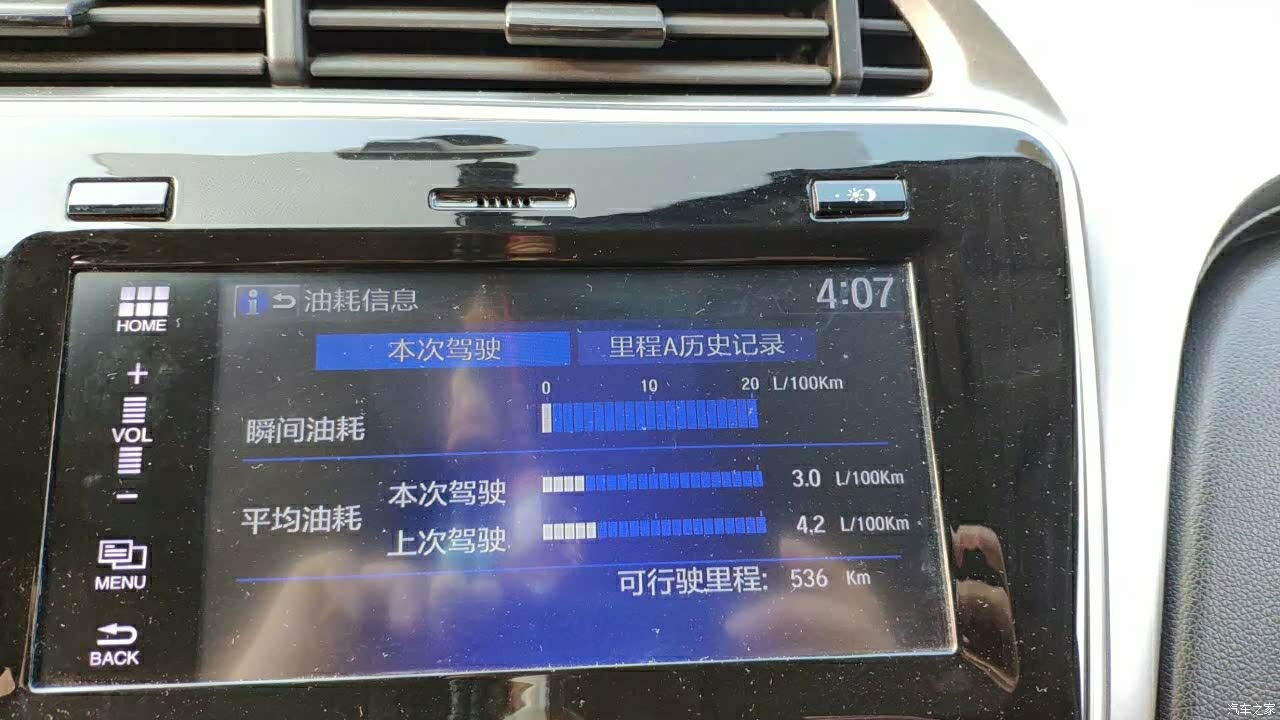 油耗信息 4:07
HOME
本次驾驶 里程A历史记录
0 10 20 L/100Km
+
VOL
-
瞬间油耗
平均油耗
本次驾驶 3.0 L/100Km
上次驾驶 4.2 L/100Km
可行驶里程: 536 Km
MENU
BACK
汽车之家